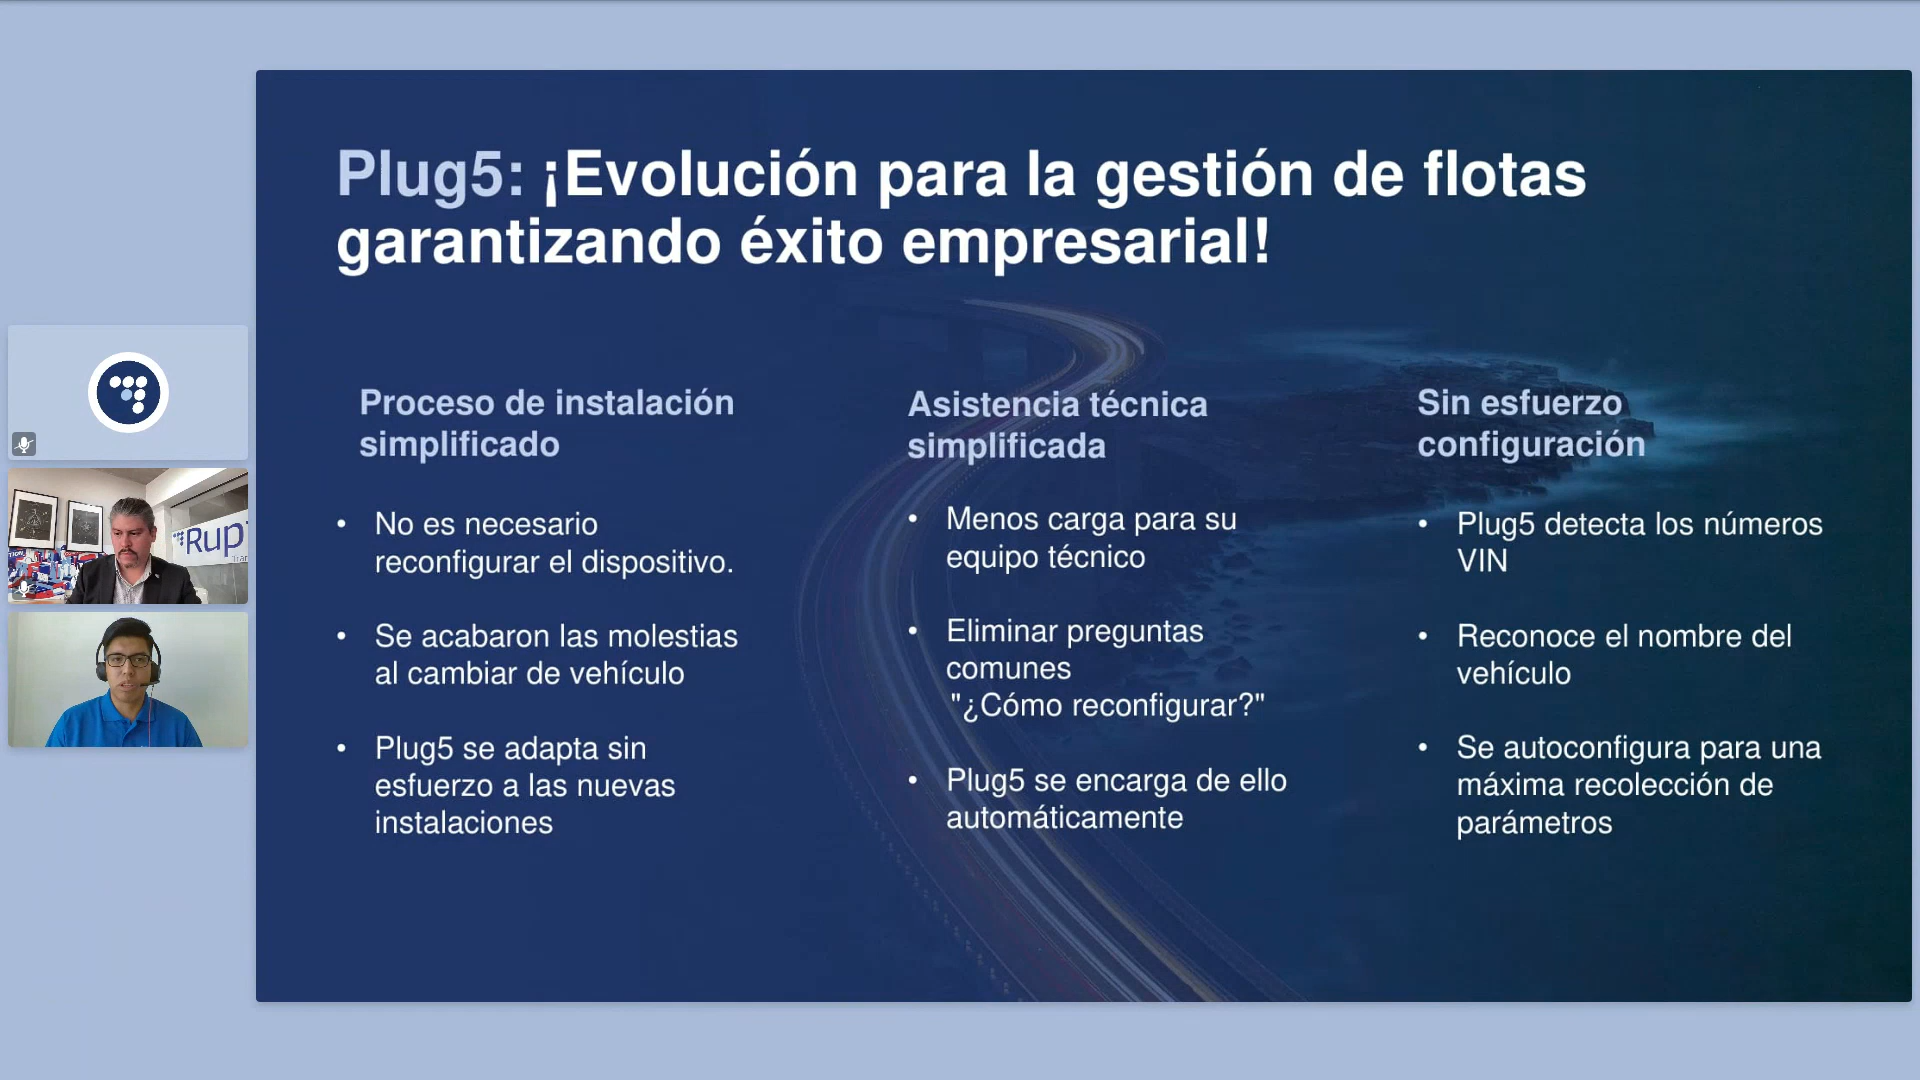 Plug5: ¡Evolución para la gestión de flotas
garantizando éxito empresarial!
Proceso de instalación
simplificado
• No es necesario
reconfigurar el dispositivo.
• Se acabaron las molestias
al cambiar de vehículo
• Plug5 se adapta sin
esfuerzo a las nuevas
instalaciones
Asistencia técnica
simplificada
• Menos carga para su
equipo técnico
• Eliminar preguntas
comunes
"¿Cómo reconfigurar?"
• Plug5 se encarga de ello
automáticamente
Sin esfuerzo
configuración
• Plug5 detecta los números
VIN
• Reconoce el nombre del
vehículo
• Se autoconfigura para una
máxima recolección de
parámetros
Rup